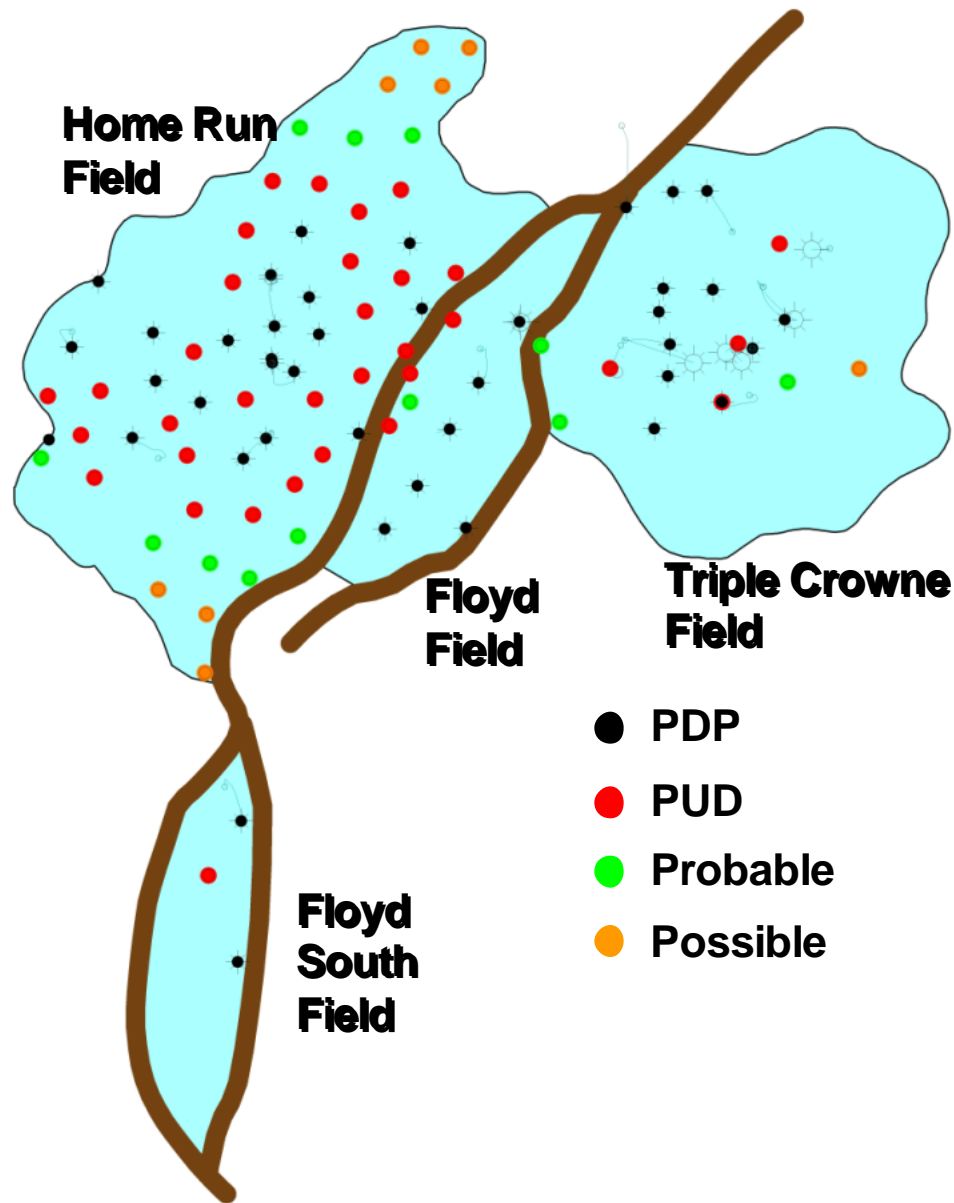 Home Run
Field
Floyd
Field
Triple Crowne
Field
PDP
PUD
Probable
Possible
Floyd
South
Field